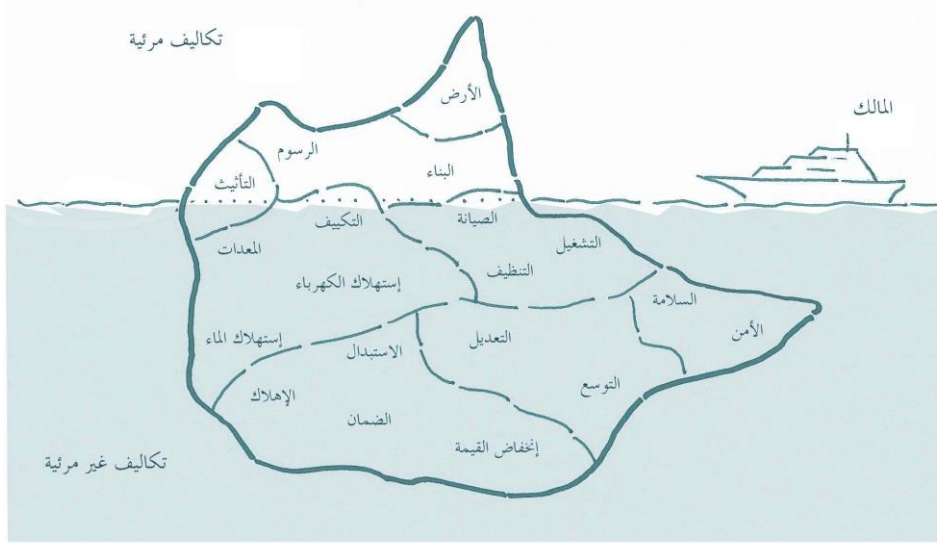 تكاليف مرئية
المالك
الأرض
الرسوم
البناء
التأثيث
الصيانة
التكييف
المعدات
التشغيل
التنظيف
إستهلاك الكهرباء
السلامة
الأمن
التعديل
إستهلاك الماء
الاستبدال
التوسع
الإهلاك
الضمان
إنخفاض القيمة
تكاليف غير مرئية